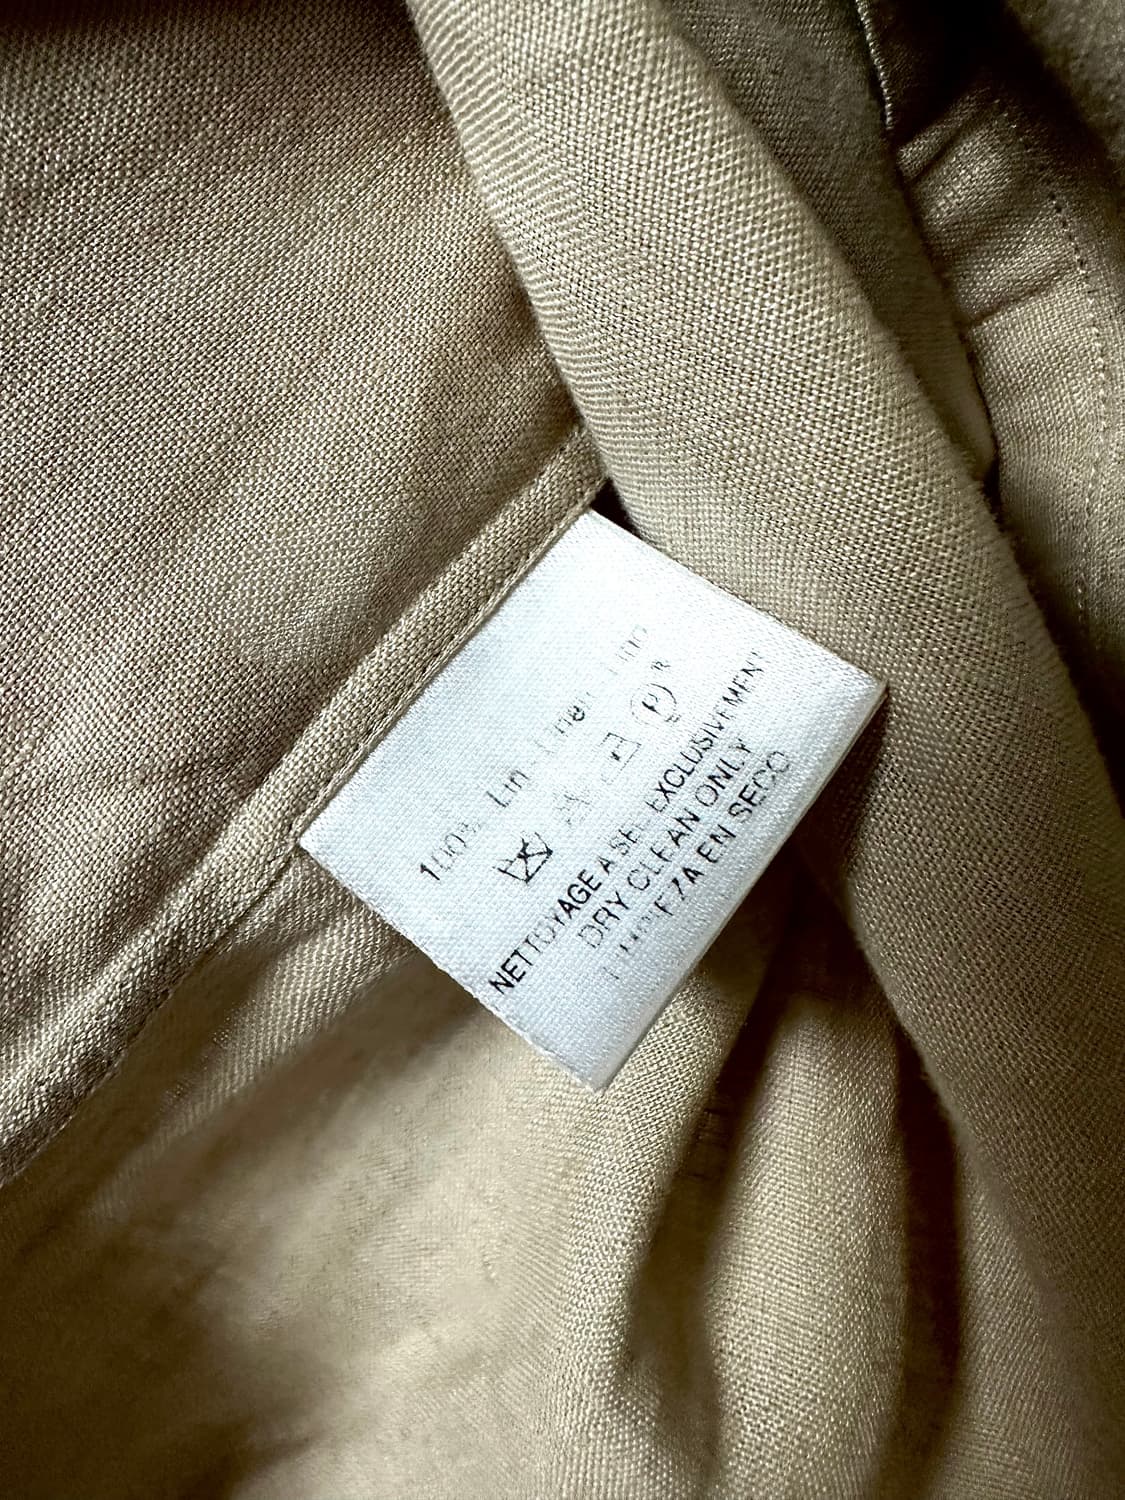 100% Lin - Linen - Lino
P
R
NETTOYAGE A SEC EXCLUSIVEMENT
DRY CLEAN ONLY
LIMPIEZA EN SECO